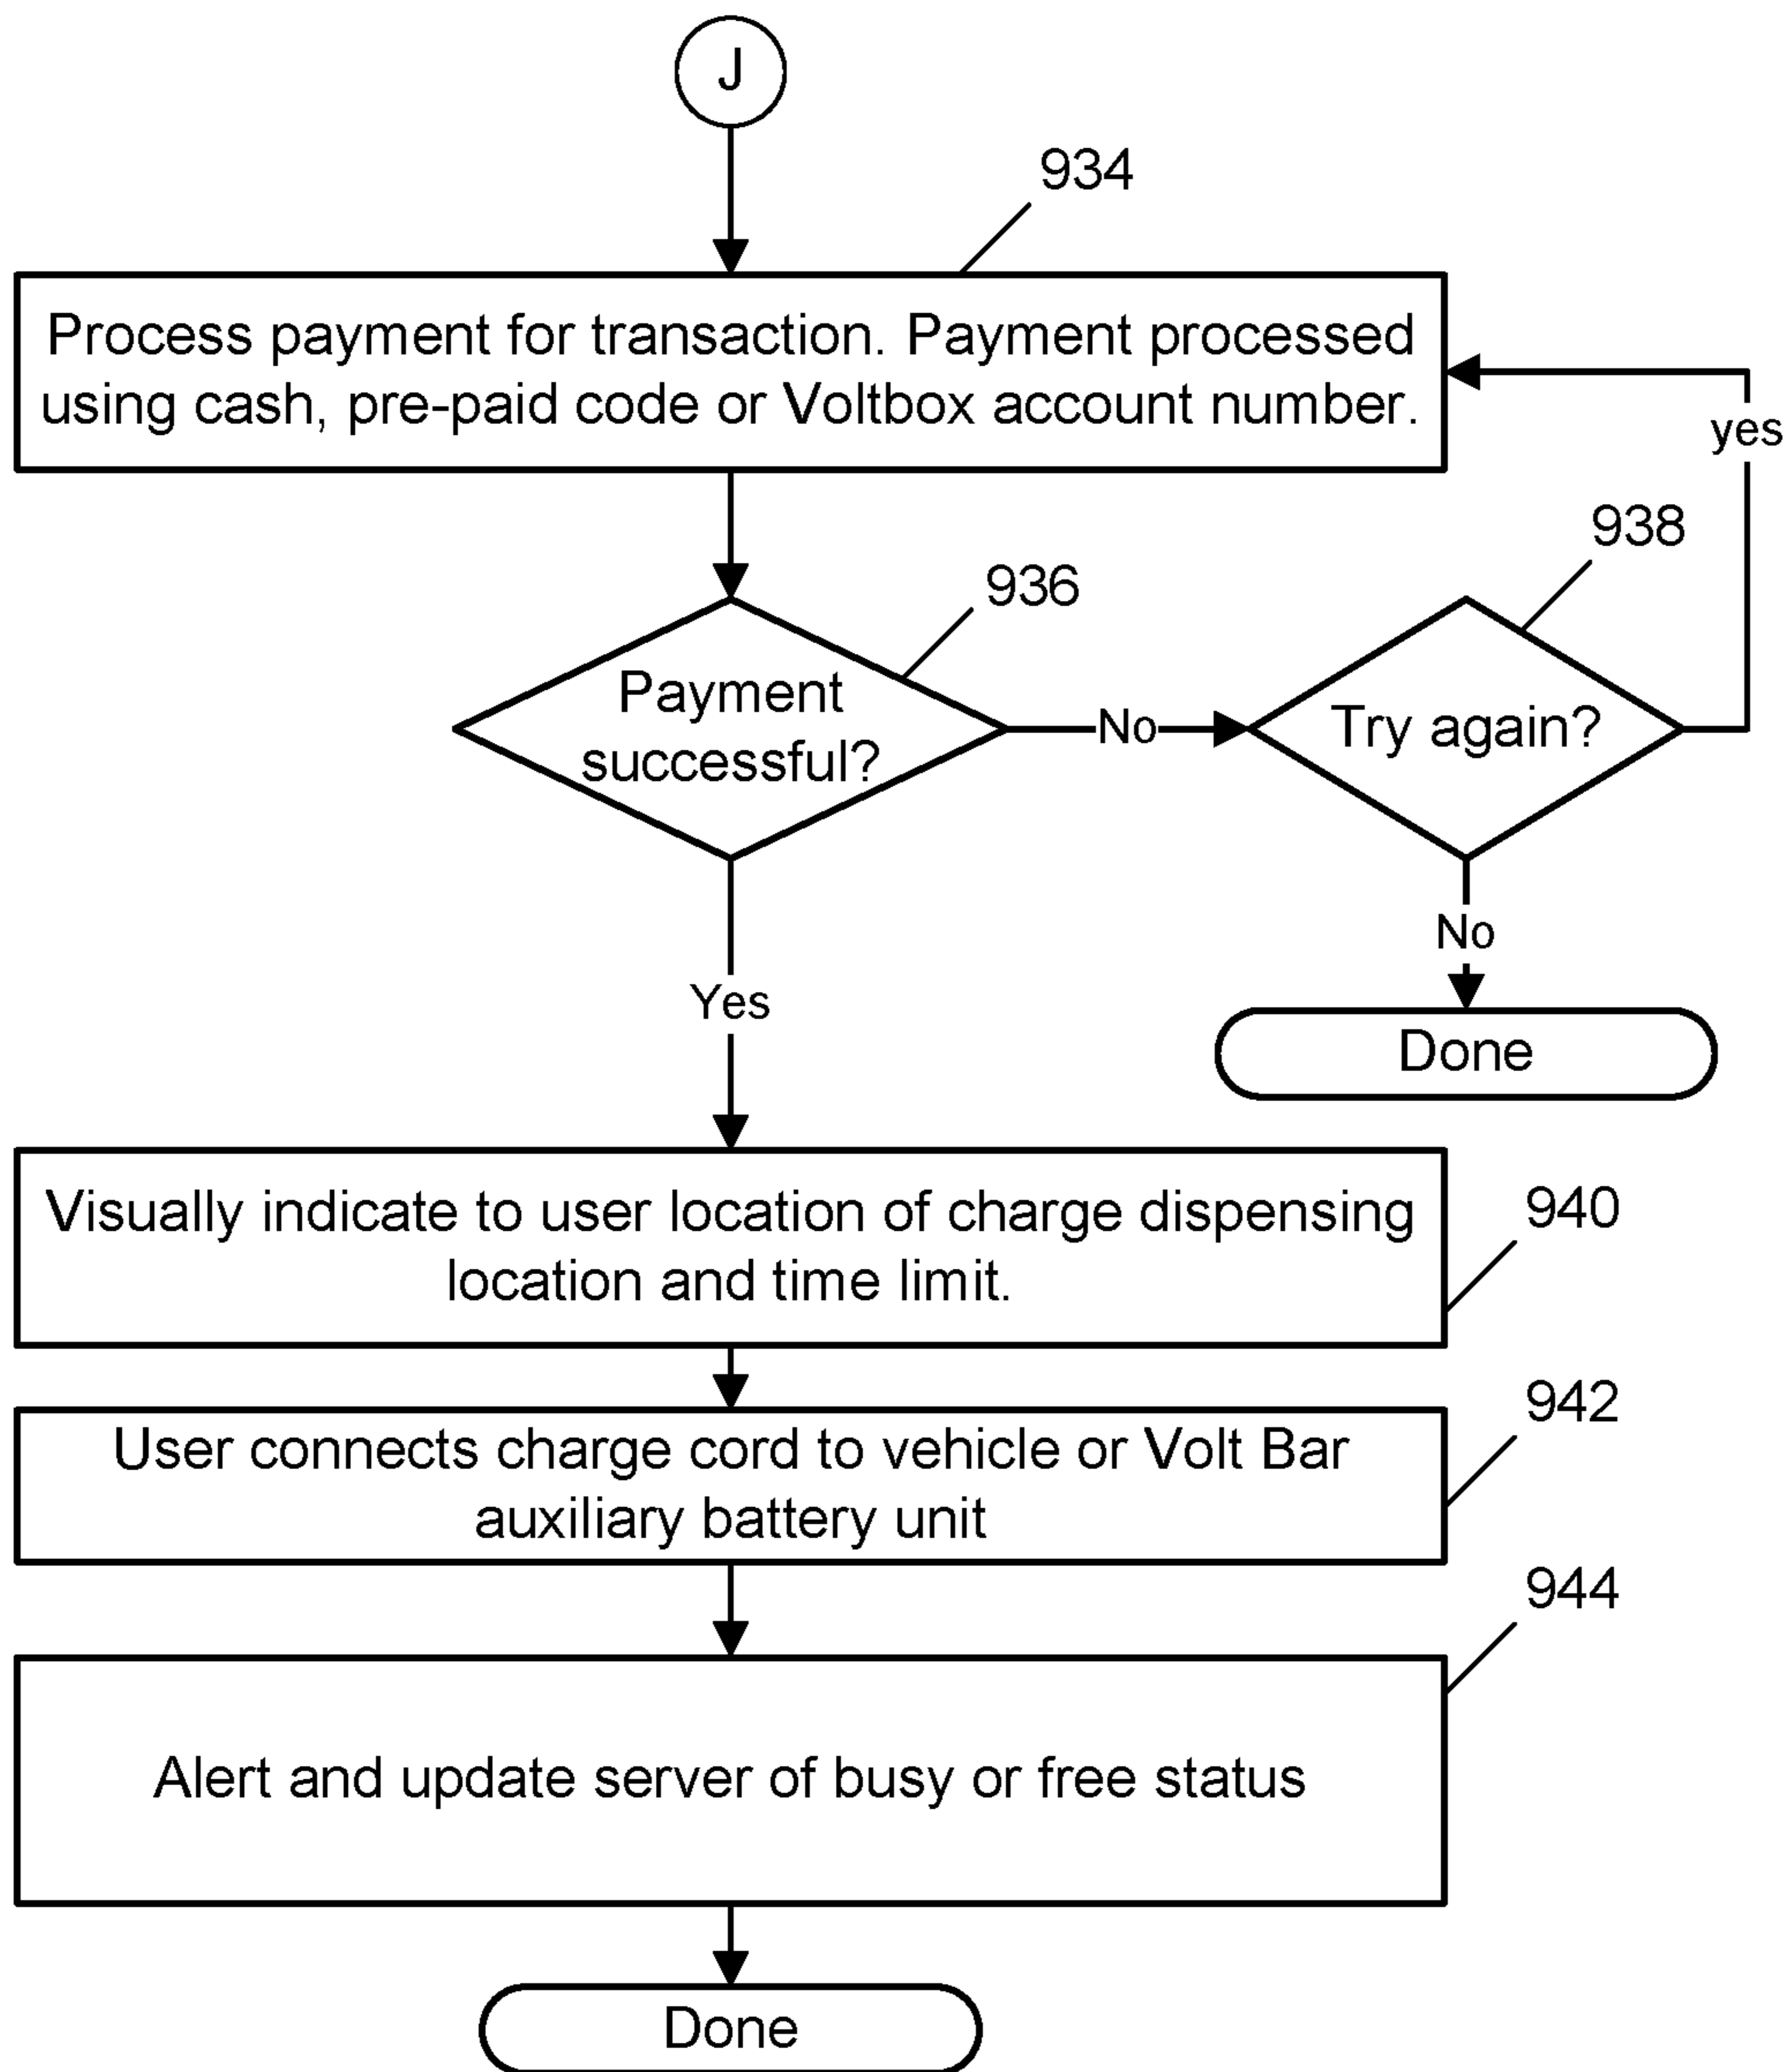 J
934
Process payment for transaction. Payment processed
using cash, pre-paid code or Voltbox account number.
yes
938
936
Payment
successful?
No
Try again?
No
Yes
Done
Visually indicate to user location of charge dispensing
location and time limit.
940
User connects charge cord to vehicle or Volt Bar
auxiliary battery unit
942
944
Alert and update server of busy or free status
Done